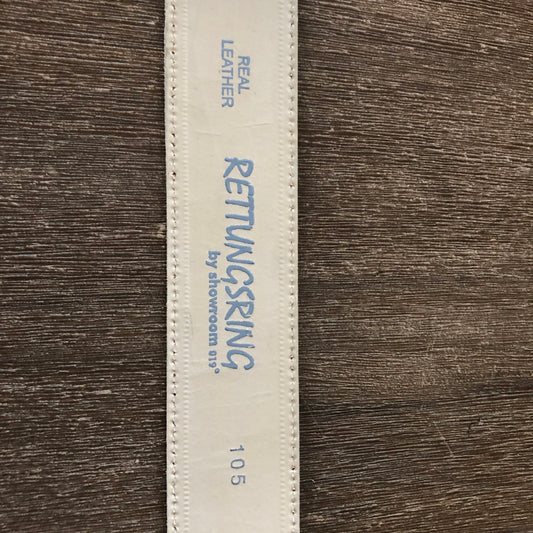 REAL
LEATHER
RETTUNGSRING
by showroom 019°
105